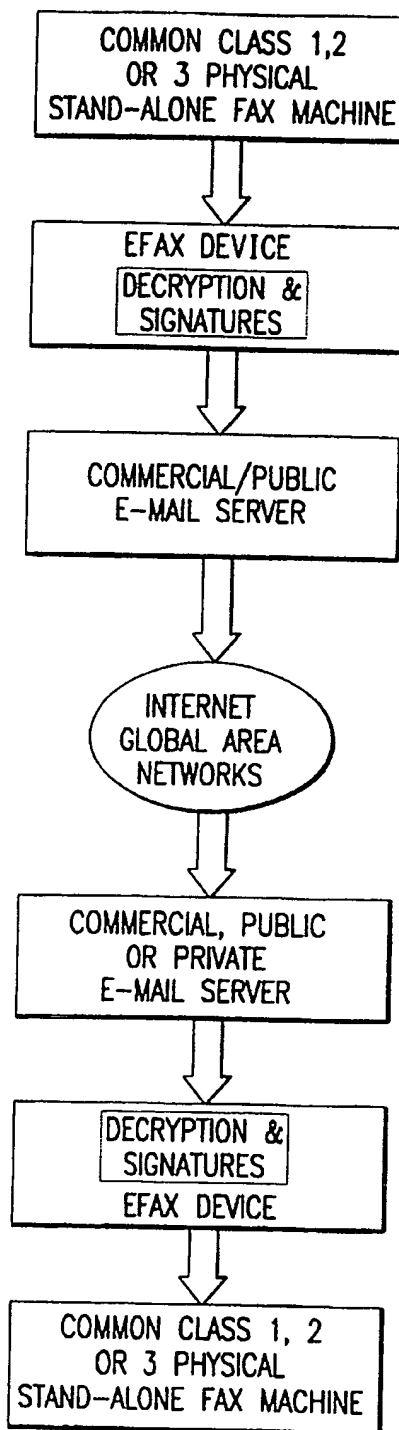 COMMON CLASS 1,2
OR 3 PHYSICAL
STAND-ALONE FAX MACHINE
EFAX DEVICE
DECRYPTION &
SIGNATURES
COMMERCIAL/PUBLIC
E-MAIL SERVER
INTERNET
GLOBAL AREA
NETWORKS
COMMERCIAL, PUBLIC
OR PRIVATE
E-MAIL SERVER
DECRYPTION &
SIGNATURES
EFAX DEVICE
COMMON CLASS 1, 2
OR 3 PHYSICAL
STAND-ALONE FAX MACHINE